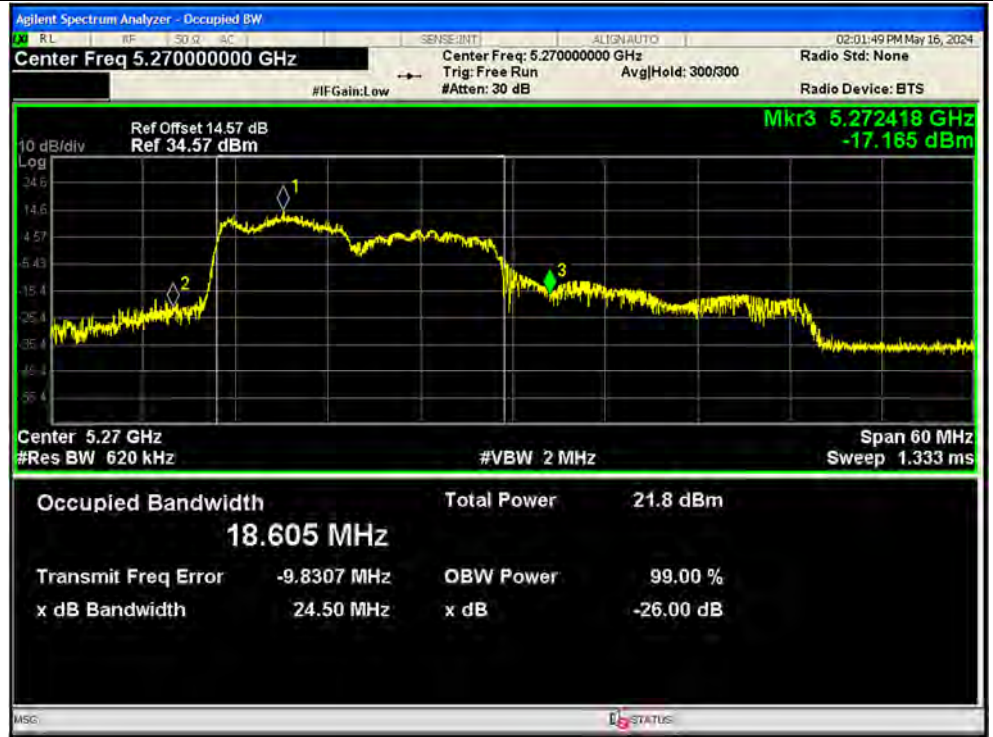 Agilent Spectrum Analyzer - Occupied BW
LXI RL RF 50 Ω AC SENSE:INT ALIGN AUTO 02:01:49 PM May 16, 2024
Center Freq 5.270000000 GHz Center Freq: 5.270000000 GHz Radio Std: None
Trig: Free Run Avg|Hold: 300/300
#IFGain:Low #Atten: 30 dB Radio Device: BTS
Mkr3 5.272418 GHz
Ref Offset 14.57 dB
10 dB/div Ref 34.57 dBm -17.165 dBm
Log
24.6
14.6
4.57
-5.43
-15.4
-25.4
-35.4
-45.4
-55.4
1
2
3
Center 5.27 GHz Span 60 MHz
#Res BW 620 kHz #VBW 2 MHz Sweep 1.333 ms
Occupied Bandwidth Total Power 21.8 dBm
18.605 MHz
Transmit Freq Error -9.8307 MHz OBW Power 99.00 %
x dB Bandwidth 24.50 MHz x dB -26.00 dB
MSG STATUS